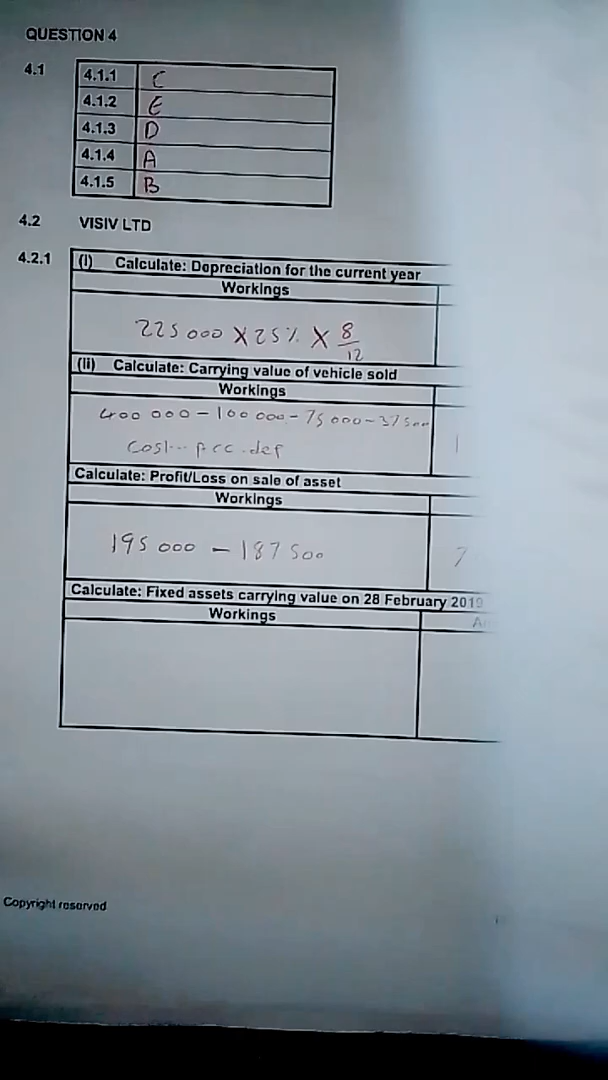 QUESTION 4
4.1
4.1.1 C
4.1.2 E
4.1.3 D
4.1.4 A
4.1.5 B
4.2 VISIV LTD
4.2.1 (i) Calculate: Depreciation for the current year
Workings
225 000 X 25% X 8/12
(ii) Calculate: Carrying value of vehicle sold
Workings
400 000 - 100 000 - 75 000 - 37 500
1
Cost - acc.dep
Calculate: Profit/Loss on sale of asset
Workings
195 000 - 187 500
7
Calculate: Fixed assets carrying value on 28 February 2019
Workings
Copyright reserved